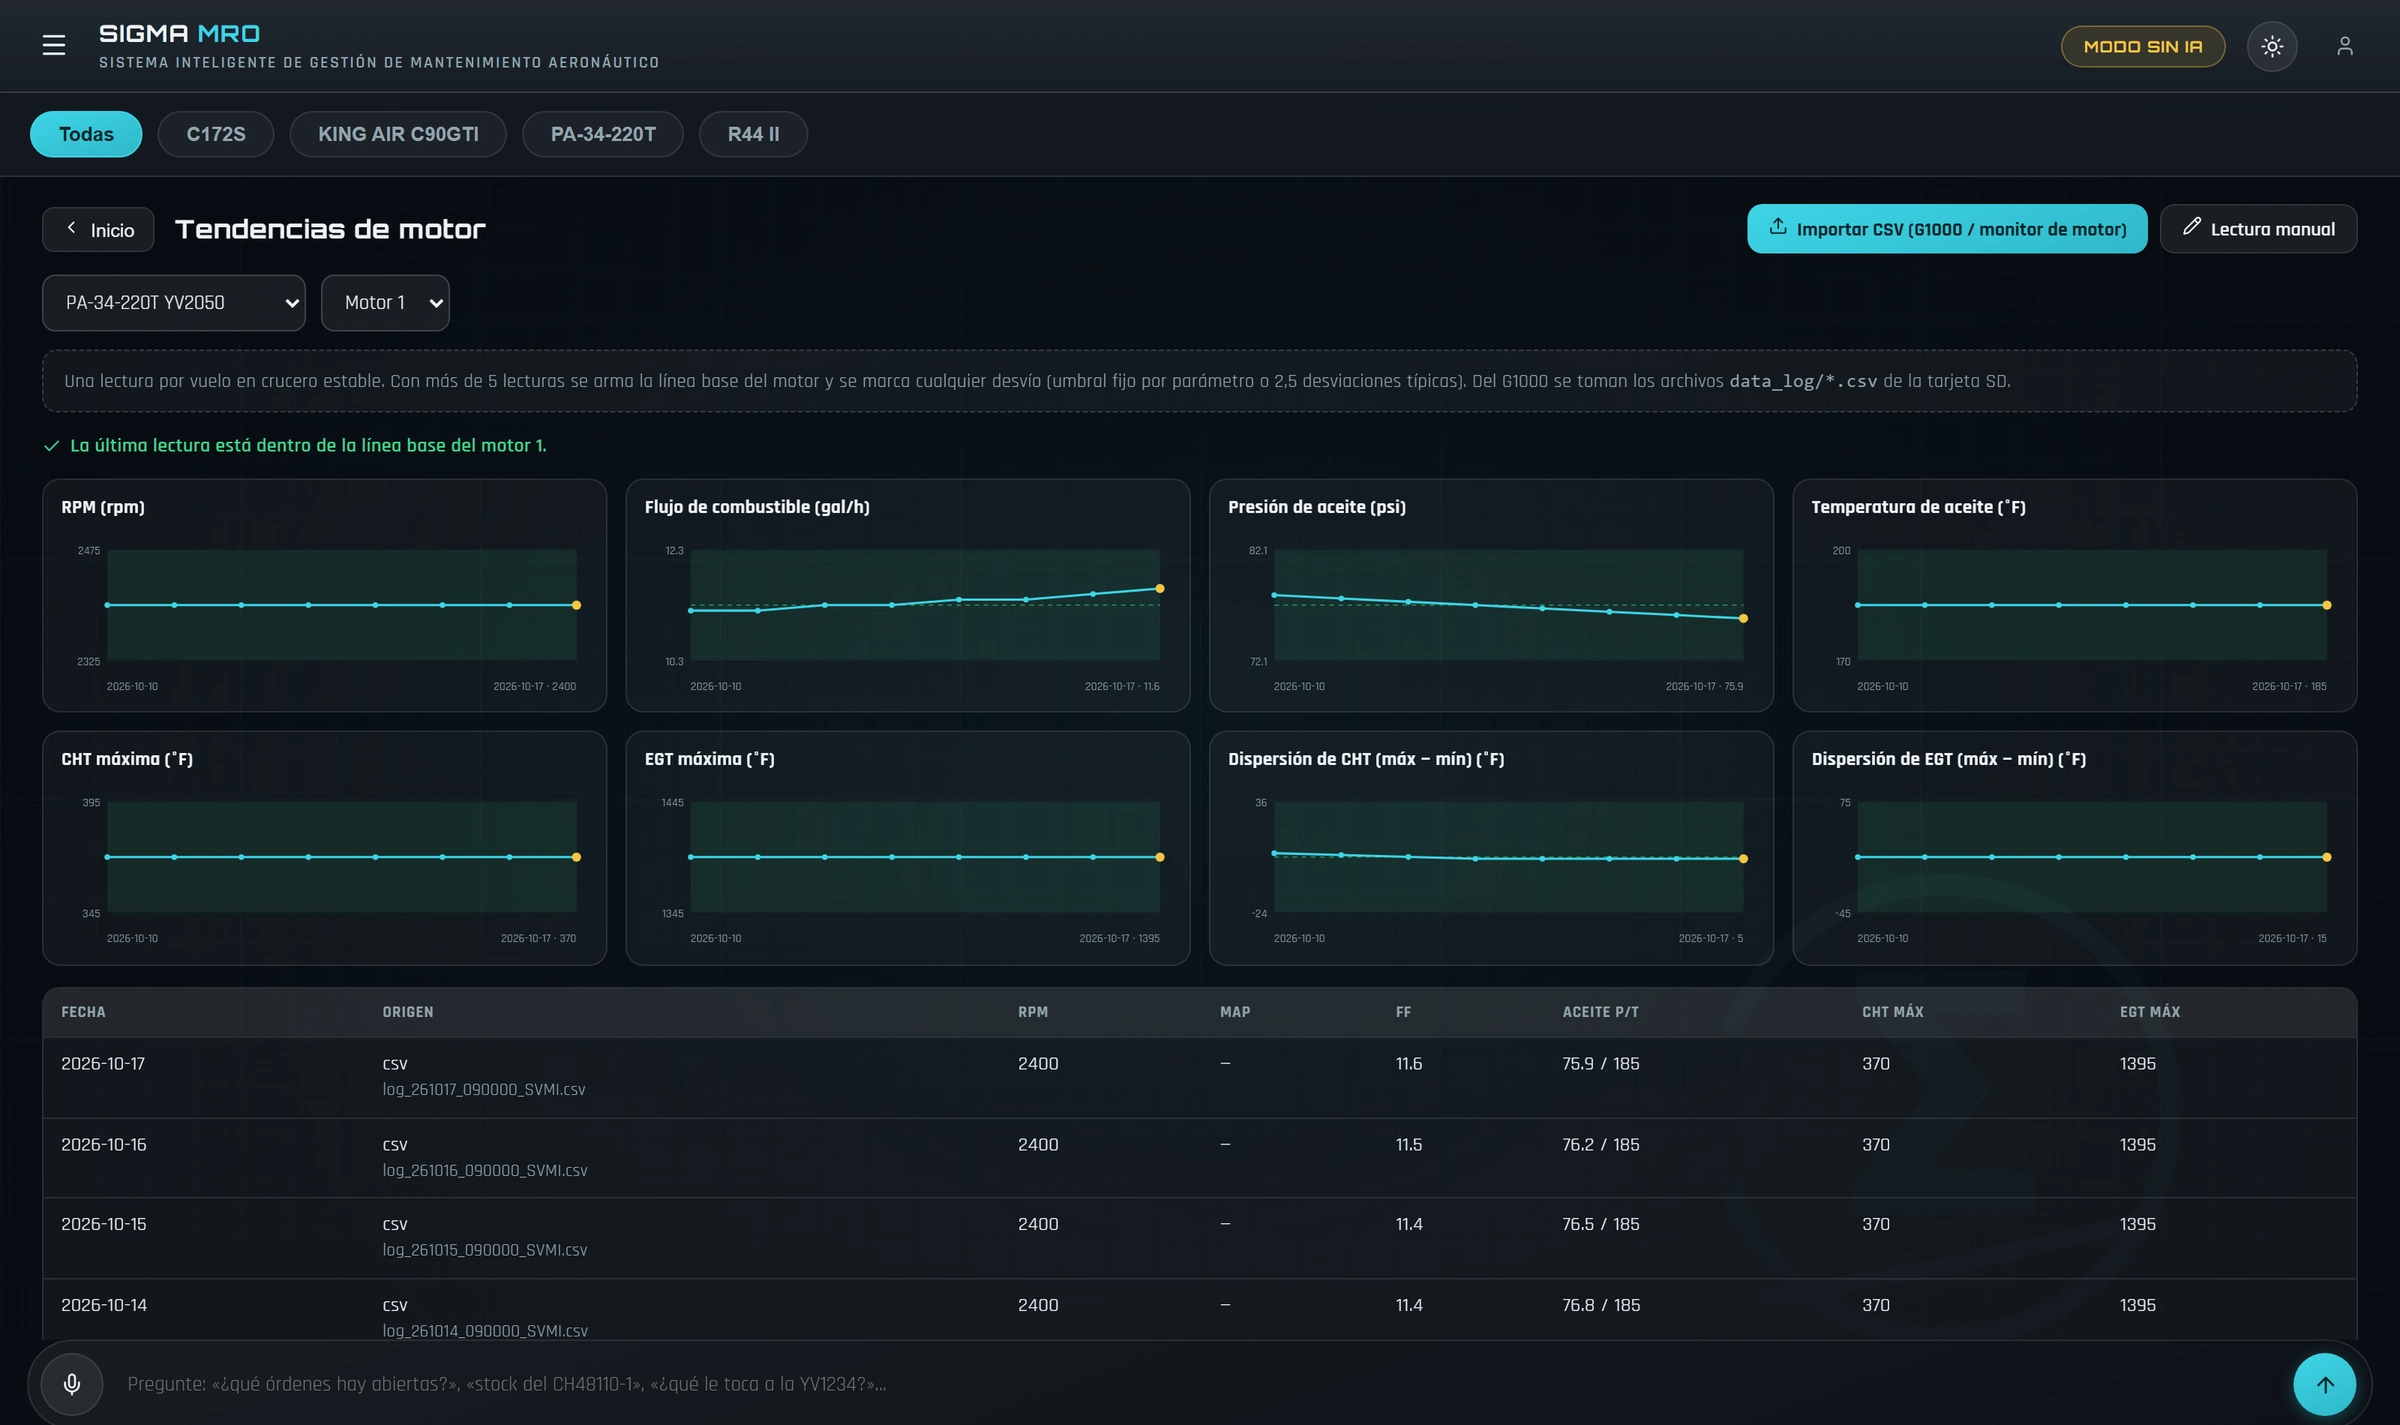 SIGMA MRO
SISTEMA INTELIGENTE DE GESTIÓN DE MANTENIMIENTO AERONÁUTICO
MODO SIN IA
Todas
C172S
KING AIR C90GTI
PA-34-220T
R44 II
Inicio
Tendencias de motor
Importar CSV (G1000 / monitor de motor)
Lectura manual
PA-34-220T YV2050
Motor 1
Una lectura por vuelo en crucero estable. Con más de 5 lecturas se arma la línea base del motor y se marca cualquier desvío (umbral fijo por parámetro o 2,5 desviaciones típicas). Del G1000 se toman los archivos data_log/*.csv de la tarjeta SD.
La última lectura está dentro de la línea base del motor 1.
RPM (rpm)
2475
2325
2026-10-10
2026-10-17 · 2400
Flujo de combustible (gal/h)
12.3
10.3
2026-10-10
2026-10-17 · 11.6
Presión de aceite (psi)
82.1
72.1
2026-10-10
2026-10-17 · 75.9
Temperatura de aceite (°F)
200
170
2026-10-10
2026-10-17 · 185
CHT máxima (°F)
395
345
2026-10-10
2026-10-17 · 370
EGT máxima (°F)
1445
1345
2026-10-10
2026-10-17 · 1395
Dispersión de CHT (máx – mín) (°F)
36
-24
2026-10-10
2026-10-17 · 5
Dispersión de EGT (máx – mín) (°F)
75
-45
2026-10-10
2026-10-17 · 15
FECHA ORIGEN RPM MAP FF ACEITE P/T CHT MÁX EGT MÁX
2026-10-17 csv 2400 – 11.6 75.9 / 185 370 1395
log_261017_090000_SVMI.csv
2026-10-16 csv 2400 – 11.5 76.2 / 185 370 1395
log_261016_090000_SVMI.csv
2026-10-15 csv 2400 – 11.4 76.5 / 185 370 1395
log_261015_090000_SVMI.csv
2026-10-14 csv 2400 – 11.4 76.8 / 185 370 1395
log_261014_090000_SVMI.csv
Pregunte: «¿qué órdenes hay abiertas?», «stock del CH48110-1», «¿qué le toca a la YV1234?»...